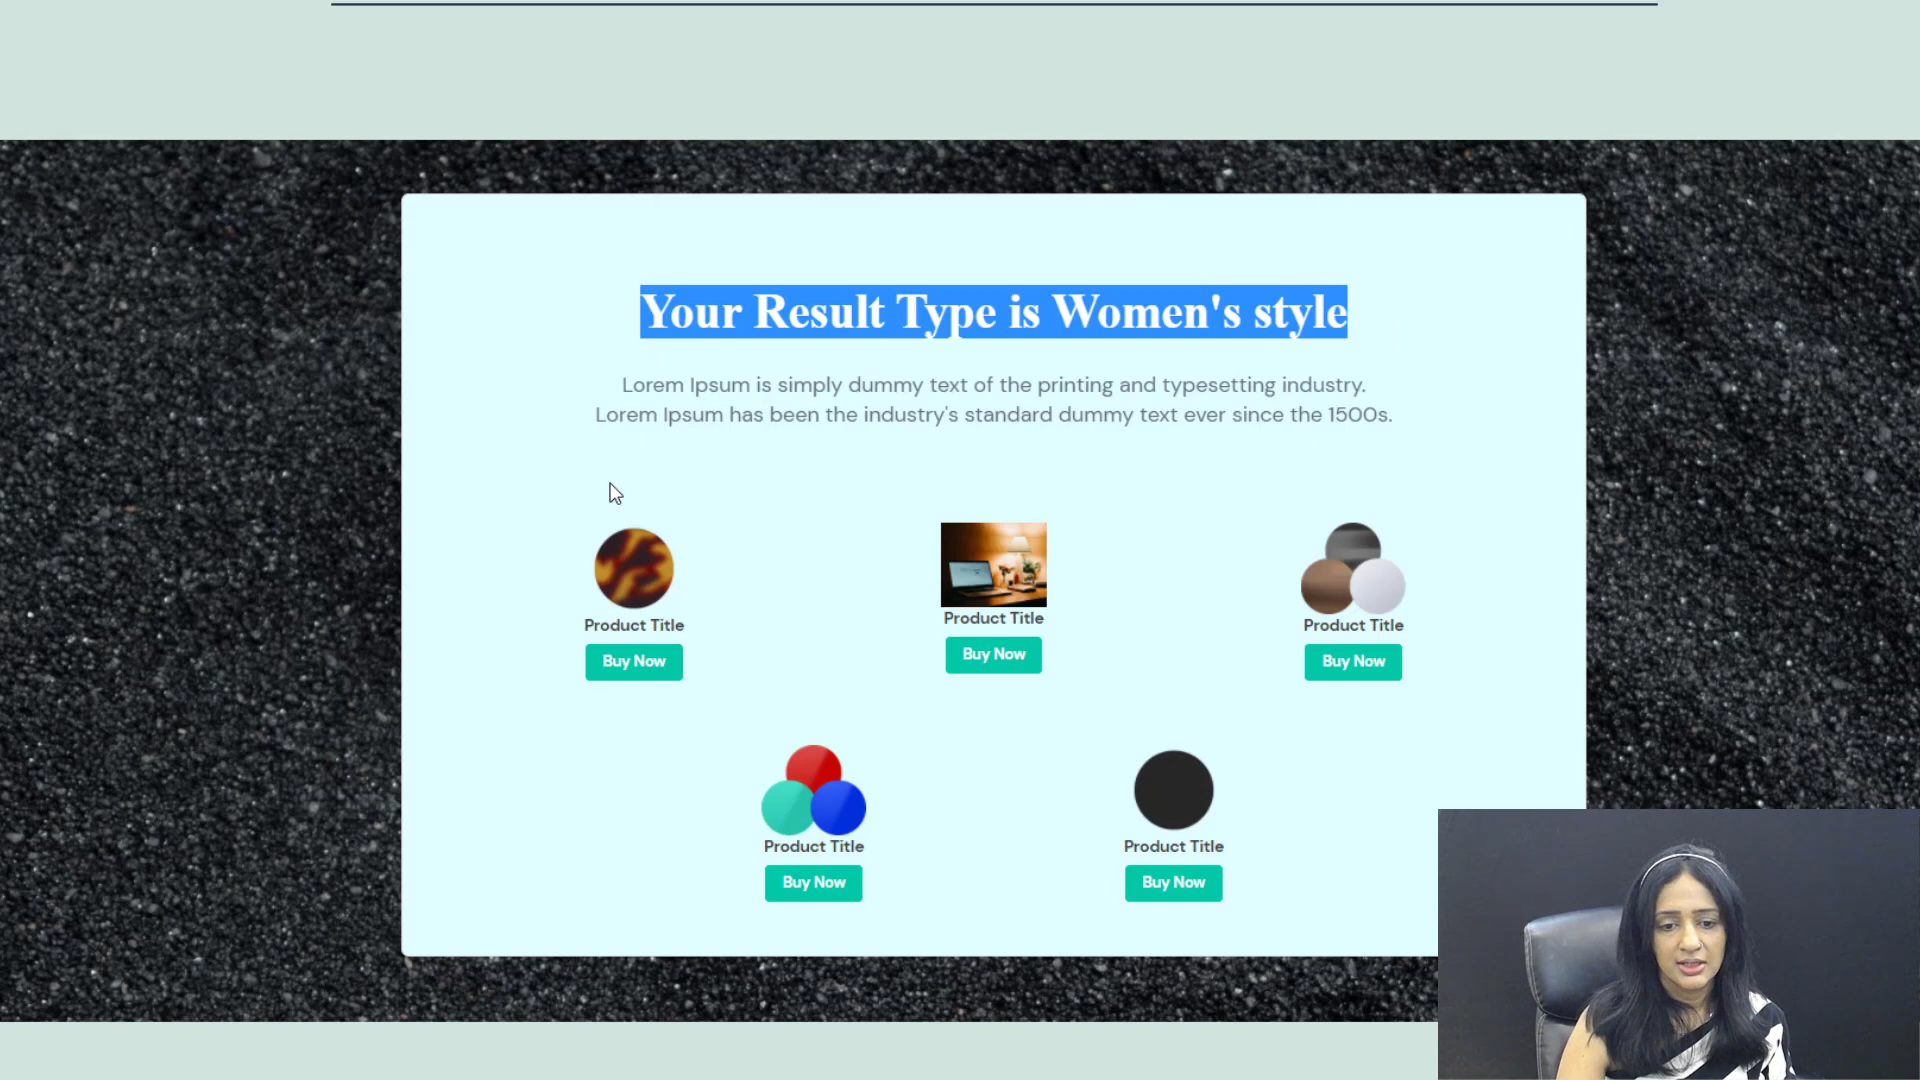 Your Result Type is Women's style
Lorem Ipsum is simply dummy text of the printing and typesetting industry.
Lorem Ipsum has been the industry's standard dummy text ever since the 1500s.
Product Title
Buy Now
Product Title
Buy Now
Product Title
Buy Now
Product Title
Buy Now
Product Title
Buy Now